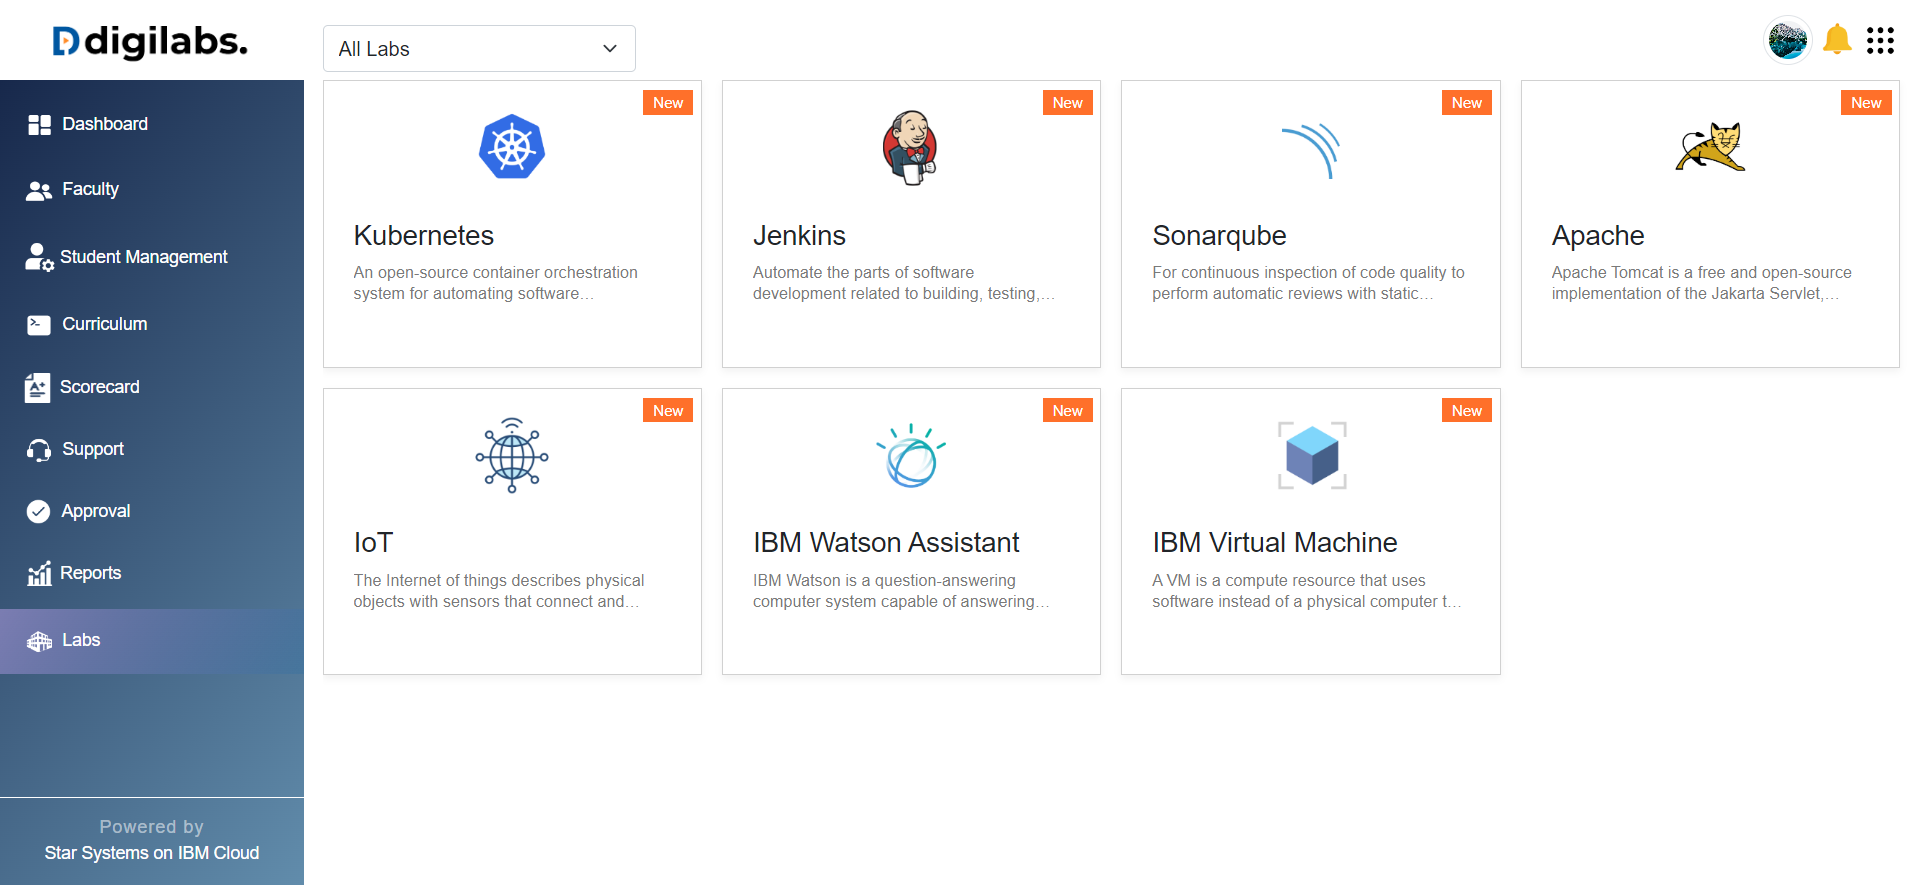 digilabs.
All Labs
Dashboard
Faculty
Student Management
Curriculum
Scorecard
Support
Approval
Reports
Labs
Powered by
Star Systems on IBM Cloud
New
Kubernetes
An open-source container orchestration
system for automating software...
New
Jenkins
Automate the parts of software
development related to building, testing,...
New
Sonarqube
For continuous inspection of code quality to
perform automatic reviews with static...
New
Apache
Apache Tomcat is a free and open-source
implementation of the Jakarta Servlet,...
New
IoT
The Internet of things describes physical
objects with sensors that connect and...
New
IBM Watson Assistant
IBM Watson is a question-answering
computer system capable of answering...
New
IBM Virtual Machine
A VM is a compute resource that uses
software instead of a physical computer t...